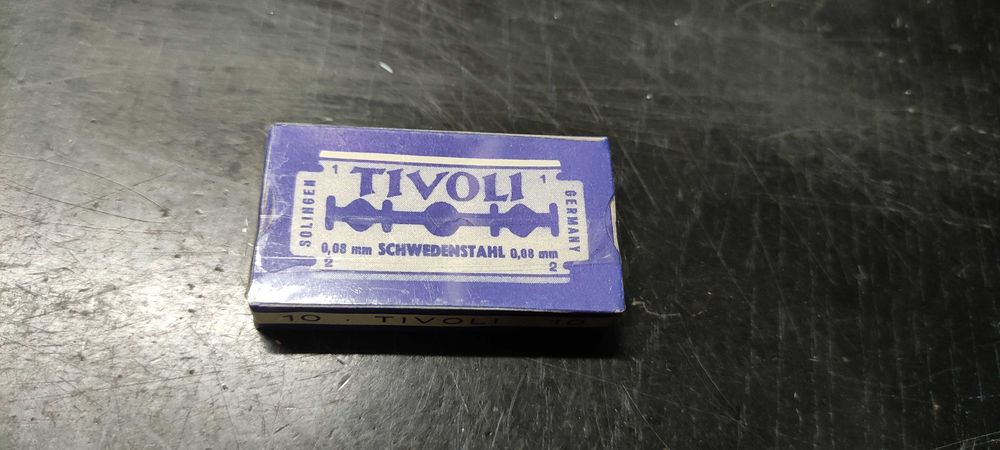 1 TIVOLI 1
SOLINGEN
GERMANY
0,08 mm SCHWEDENSTAHL 0,08 mm
2 2
10 · TIVOLI · 10